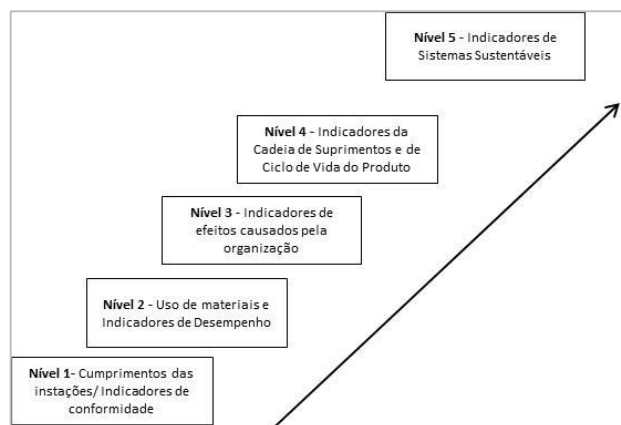 Nível 5 - Indicadores de
Sistemas Sustentáveis
Nível 4 - Indicadores da
Cadeia de Suprimentos e de
Ciclo de Vida do Produto
Nível 3 - Indicadores de
efeitos causados pela
organização
Nível 2 - Uso de materiais e
Indicadores de Desempenho
Nível 1- Cumprimentos das
instações/ Indicadores de
conformidade